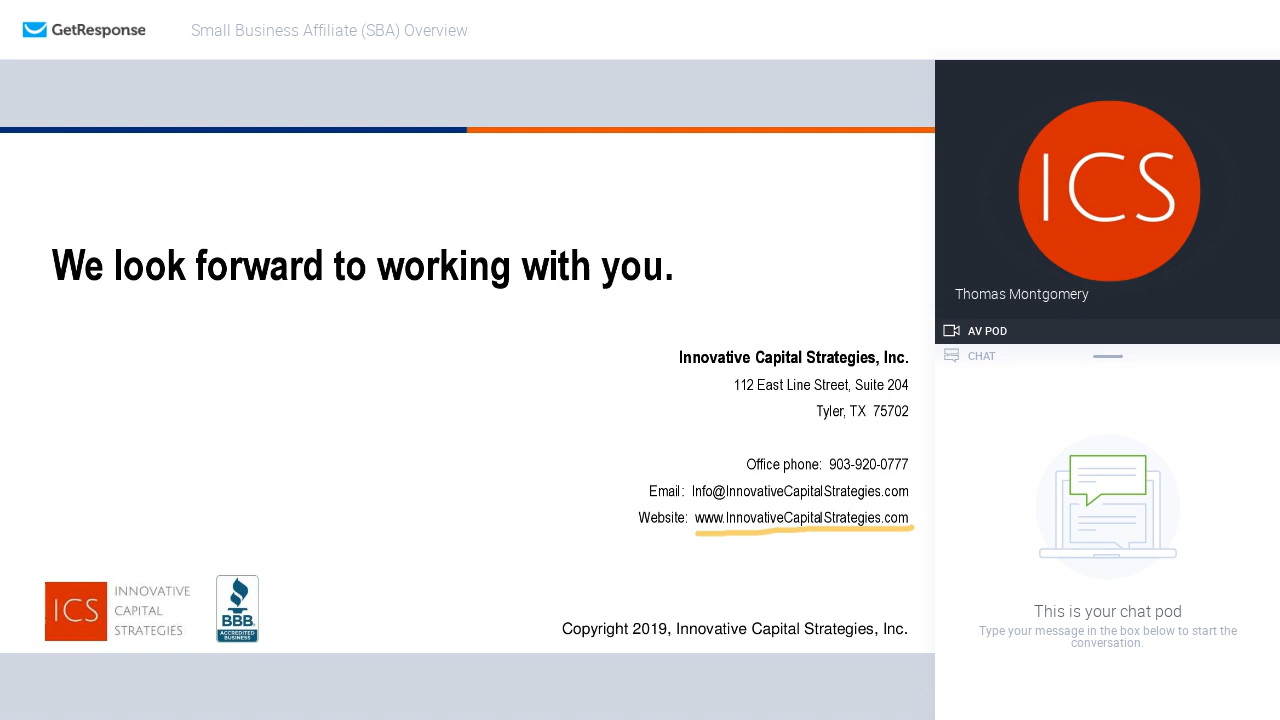 GetResponse
Small Business Affiliate (SBA) Overview
We look forward to working with you.
Innovative Capital Strategies, Inc.
112 East Line Street, Suite 204
Tyler, TX  75702
Office phone:  903-920-0777
Email:  Info@InnovativeCapitalStrategies.com
Website:  www.InnovativeCapitalStrategies.com
ICS
INNOVATIVE
CAPITAL
STRATEGIES
BBB.
ACCREDITED
BUSINESS
Copyright 2019, Innovative Capital Strategies, Inc.
ICS
Thomas Montgomery
AV POD
CHAT
This is your chat pod
Type your message in the box below to start the
conversation.